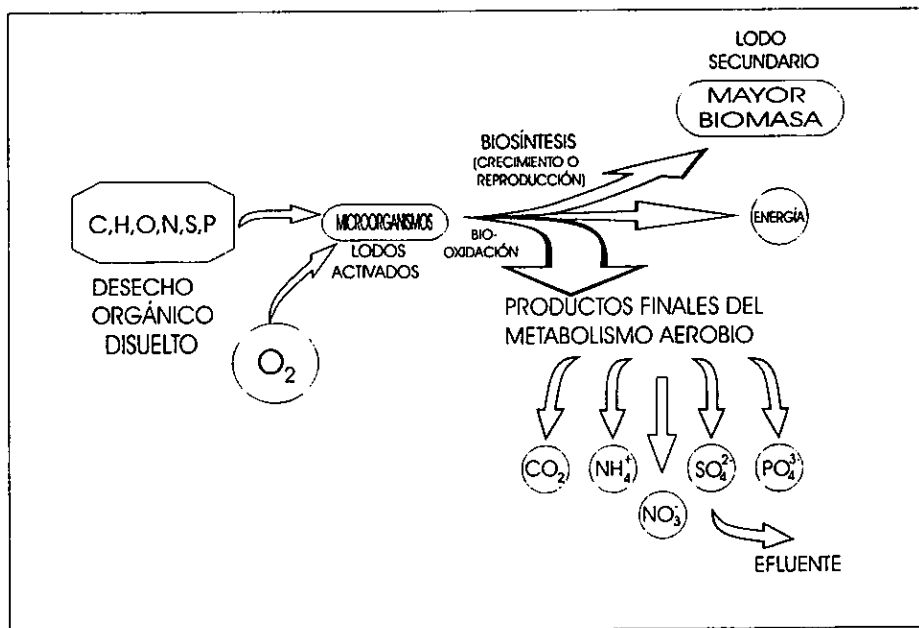 LODO
SECUNDARIO
MAYOR
BIOMASA
BIOSÍNTESIS
(CRECIMIENTO O
REPRODUCCIÓN)
C,H,O,N,S,P
MICROORGANISMOS
LODOS
ACTIVADOS
BIO-
OXIDACIÓN
ENERGÍA
DESECHO
ORGÁNICO
DISUELTO
O₂
PRODUCTOS FINALES DEL
METABOLISMO AEROBIO
CO₂
NH₄⁺
NO₃⁻
SO₄²⁻
PO₄³⁻
EFLUENTE